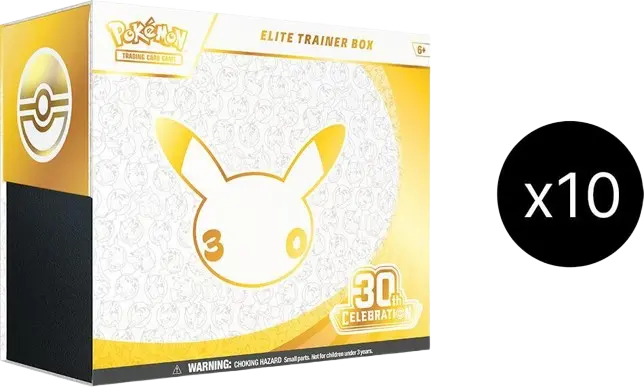 Pokémon
TRADING CARD GAME
ELITE TRAINER BOX
6+
30
30th
CELEBRATION
WARNING: CHOKING HAZARD Small parts. Not for children under 3 years.
x10